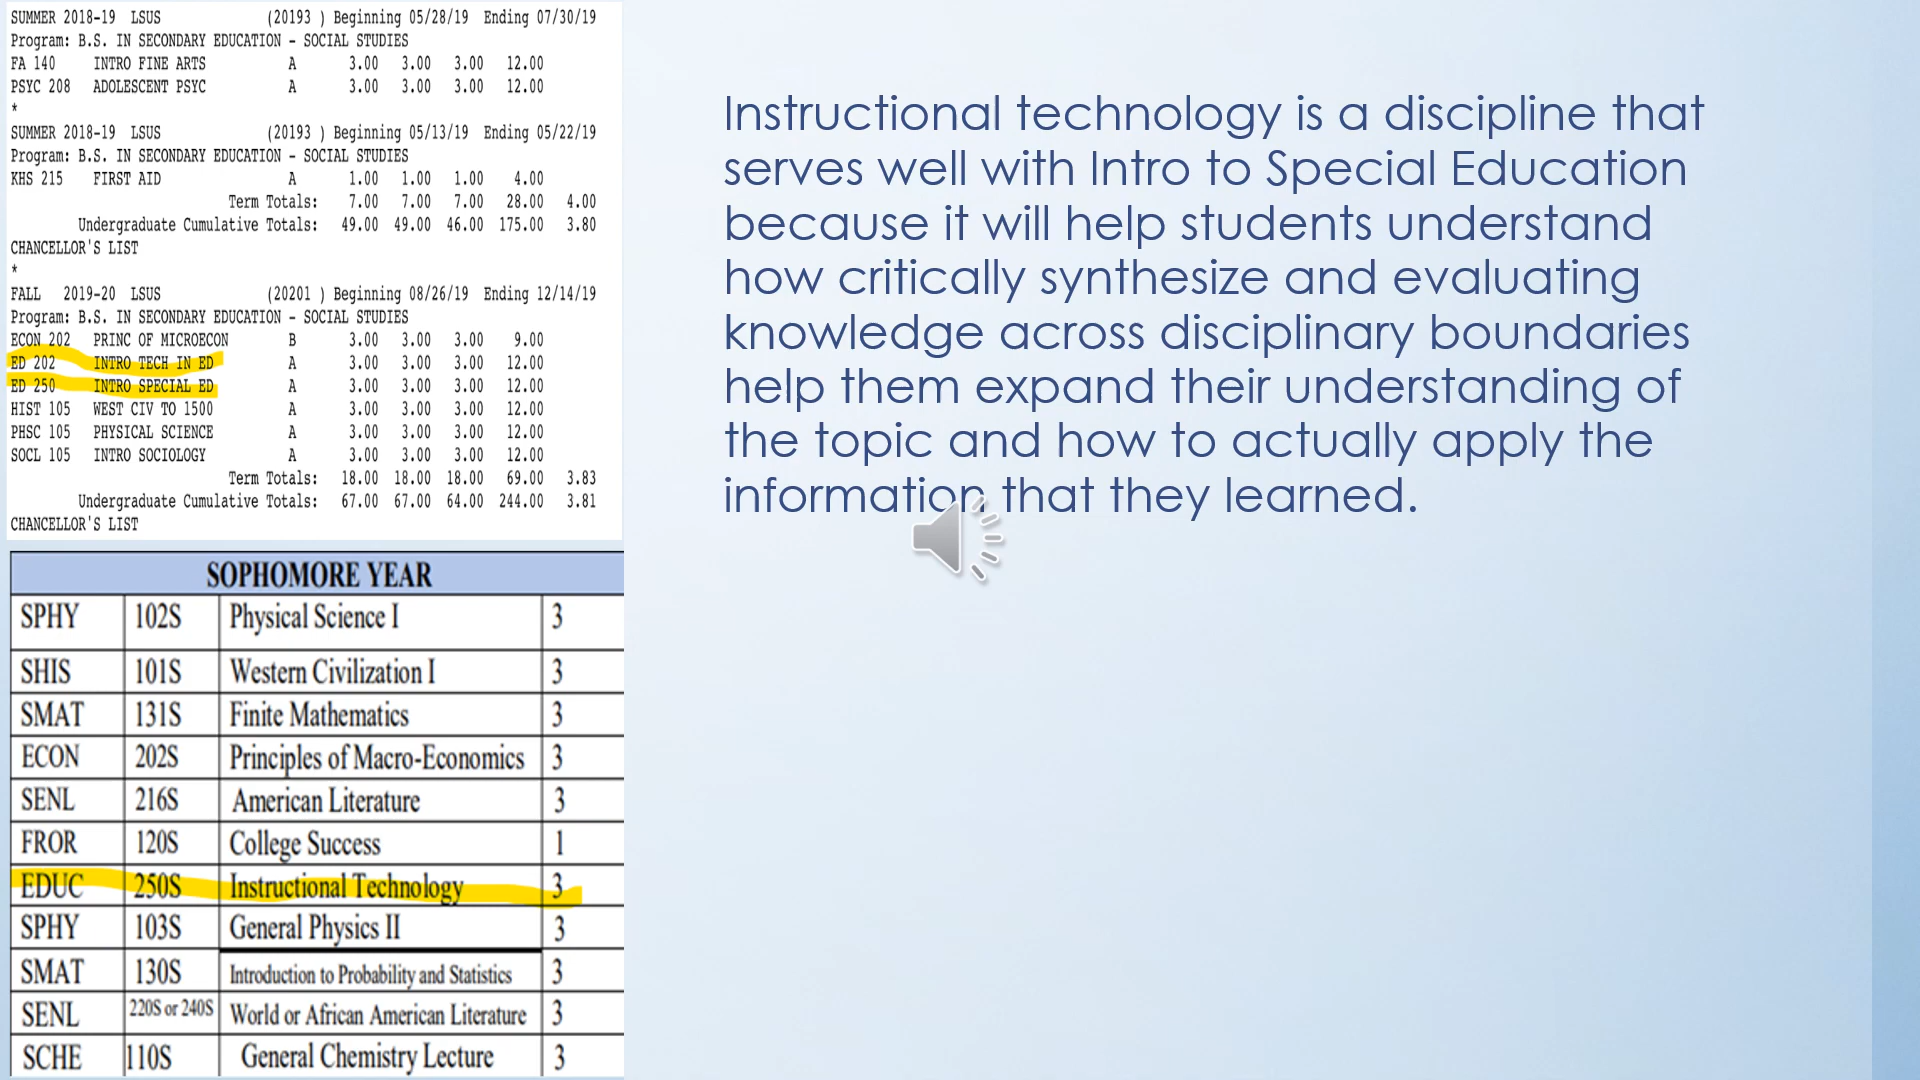 SUMMER 2018-19 LSUS (20193 ) Beginning 05/28/19 Ending 07/30/19
Program: B.S. IN SECONDARY EDUCATION - SOCIAL STUDIES
FA 140 INTRO FINE ARTS A 3.00 3.00 3.00 12.00
PSYC 208 ADOLESCENT PSYC A 3.00 3.00 3.00 12.00
*
SUMMER 2018-19 LSUS (20193 ) Beginning 05/13/19 Ending 05/22/19
Program: B.S. IN SECONDARY EDUCATION - SOCIAL STUDIES
KHS 215 FIRST AID A 1.00 1.00 1.00 4.00
Term Totals: 7.00 7.00 7.00 28.00 4.00
Undergraduate Cumulative Totals: 49.00 49.00 46.00 175.00 3.80
CHANCELLOR'S LIST
*
FALL 2019-20 LSUS (20201 ) Beginning 08/26/19 Ending 12/14/19
Program: B.S. IN SECONDARY EDUCATION - SOCIAL STUDIES
ECON 202 PRINC OF MICROECON B 3.00 3.00 3.00 9.00
ED 202 INTRO TECH IN ED A 3.00 3.00 3.00 12.00
ED 250 INTRO SPECIAL ED A 3.00 3.00 3.00 12.00
HIST 105 WEST CIV TO 1500 A 3.00 3.00 3.00 12.00
PHSC 105 PHYSICAL SCIENCE A 3.00 3.00 3.00 12.00
SOCL 105 INTRO SOCIOLOGY A 3.00 3.00 3.00 12.00
Term Totals: 18.00 18.00 18.00 69.00 3.83
Undergraduate Cumulative Totals: 67.00 67.00 64.00 244.00 3.81
CHANCELLOR'S LIST
SOPHOMORE YEAR
SPHY 102S Physical Science I 3
SHIS 101S Western Civilization I 3
SMAT 131S Finite Mathematics 3
ECON 202S Principles of Macro-Economics 3
SENL 216S American Literature 3
FROR 120S College Success 1
EDUC 250S Instructional Technology 3
SPHY 103S General Physics II 3
SMAT 130S Introduction to Probability and Statistics 3
SENL 220S or 240S World or African American Literature 3
SCHE 110S General Chemistry Lecture 3
Instructional technology is a discipline that
serves well with Intro to Special Education
because it will help students understand
how critically synthesize and evaluating
knowledge across disciplinary boundaries
help them expand their understanding of
the topic and how to actually apply the
information that they learned.